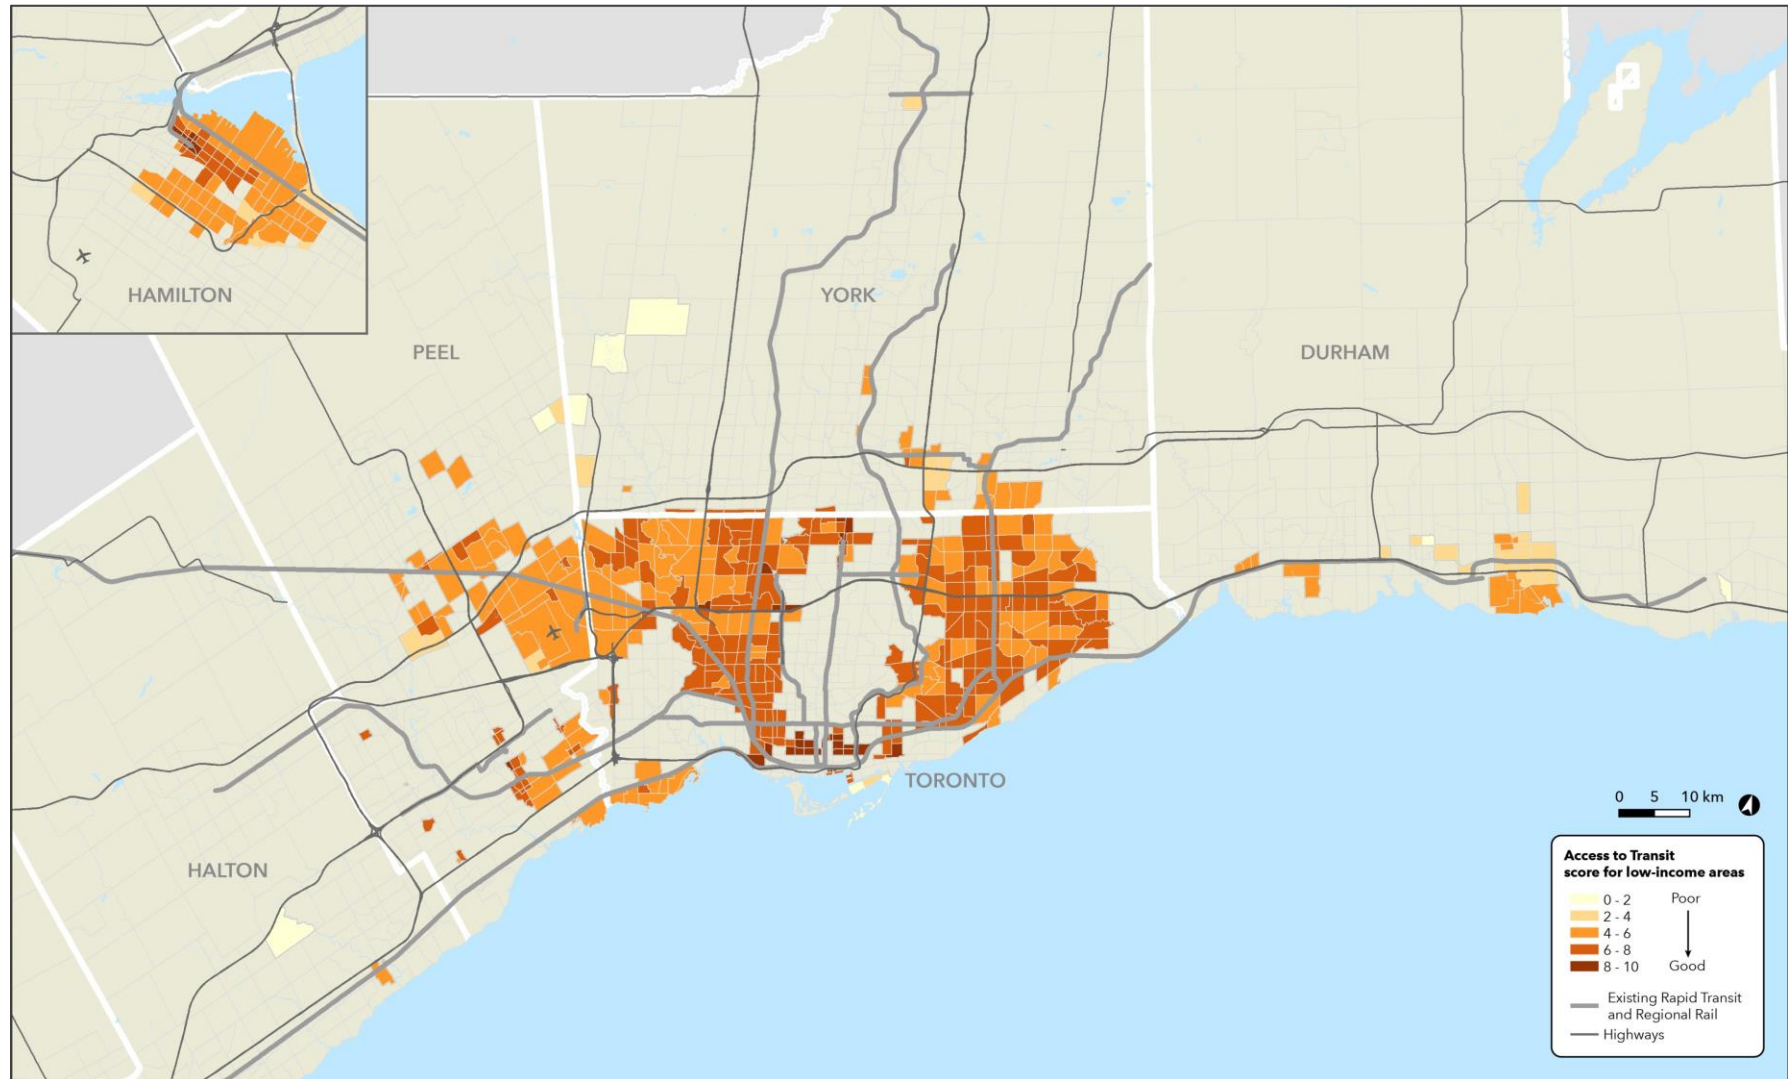 HAMILTON
PEEL
YORK
DURHAM
TORONTO
HALTON
0 5 10 km
Access to Transit
score for low-income areas
0 - 2 Poor
2 - 4
4 - 6
6 - 8
8 - 10 Good
Existing Rapid Transit
and Regional Rail
Highways